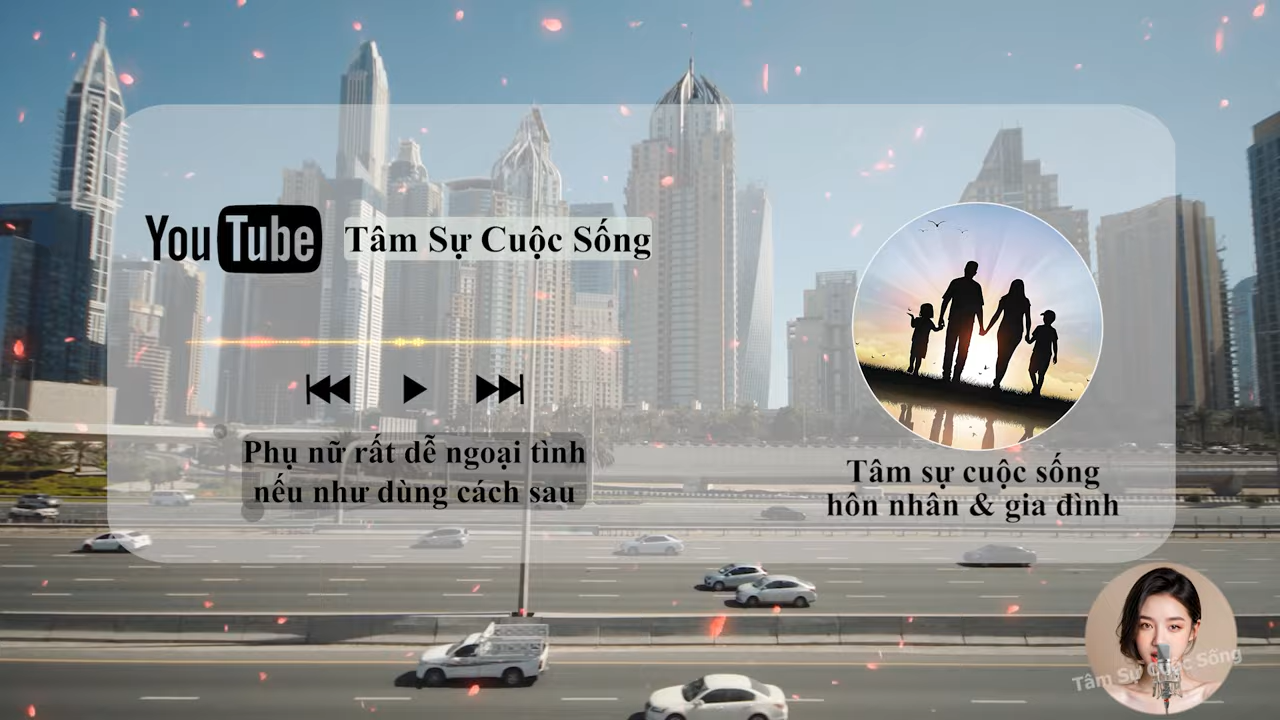 YouTube
Tâm Sự Cuộc Sống
Phụ nữ rất dễ ngoại tình
nếu như dùng cách sau
Tâm sự cuộc sống
hôn nhân & gia đình
Tâm Sự Cuộc Sống